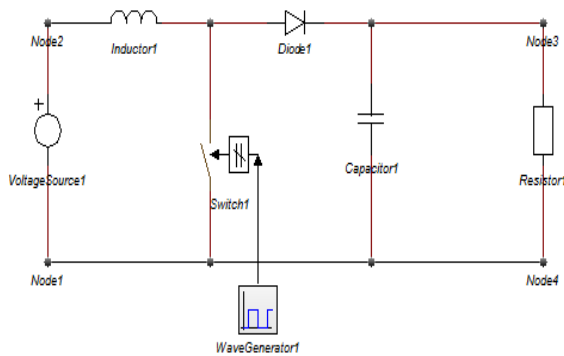 Node2
Inductor1
Diode1
Node3
+
VoltageSource1
Switch1
Capacitor1
Resistor1
Node1
Node4
WaveGenerator1